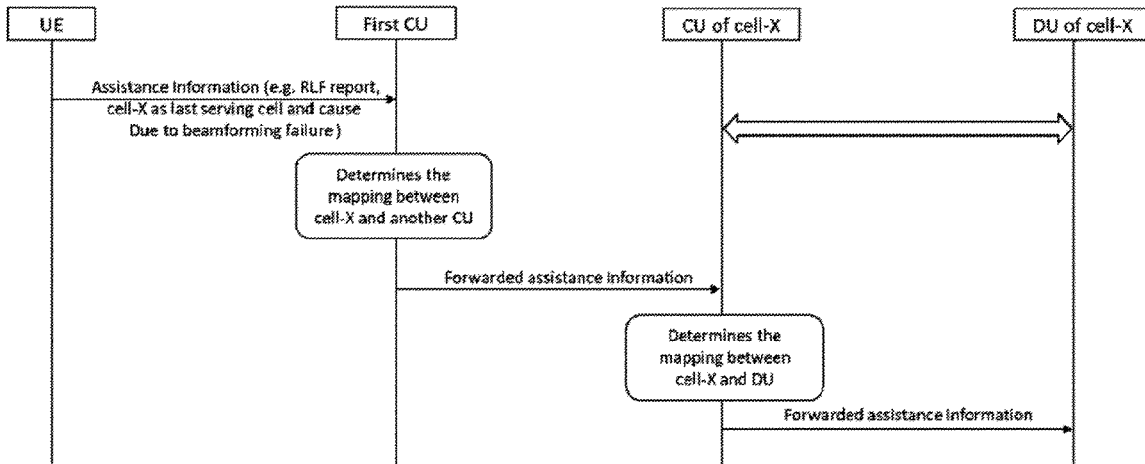 UE
First CU
CU of cell-X
DU of cell-X
Assistance Information (e.g. RLF report,
cell-X as last serving cell and cause
Due to beamforming failure)
Determines the
mapping between
cell-X and another CU
Forwarded assistance information
Determines the
mapping between
cell-X and DU
Forwarded assistance information